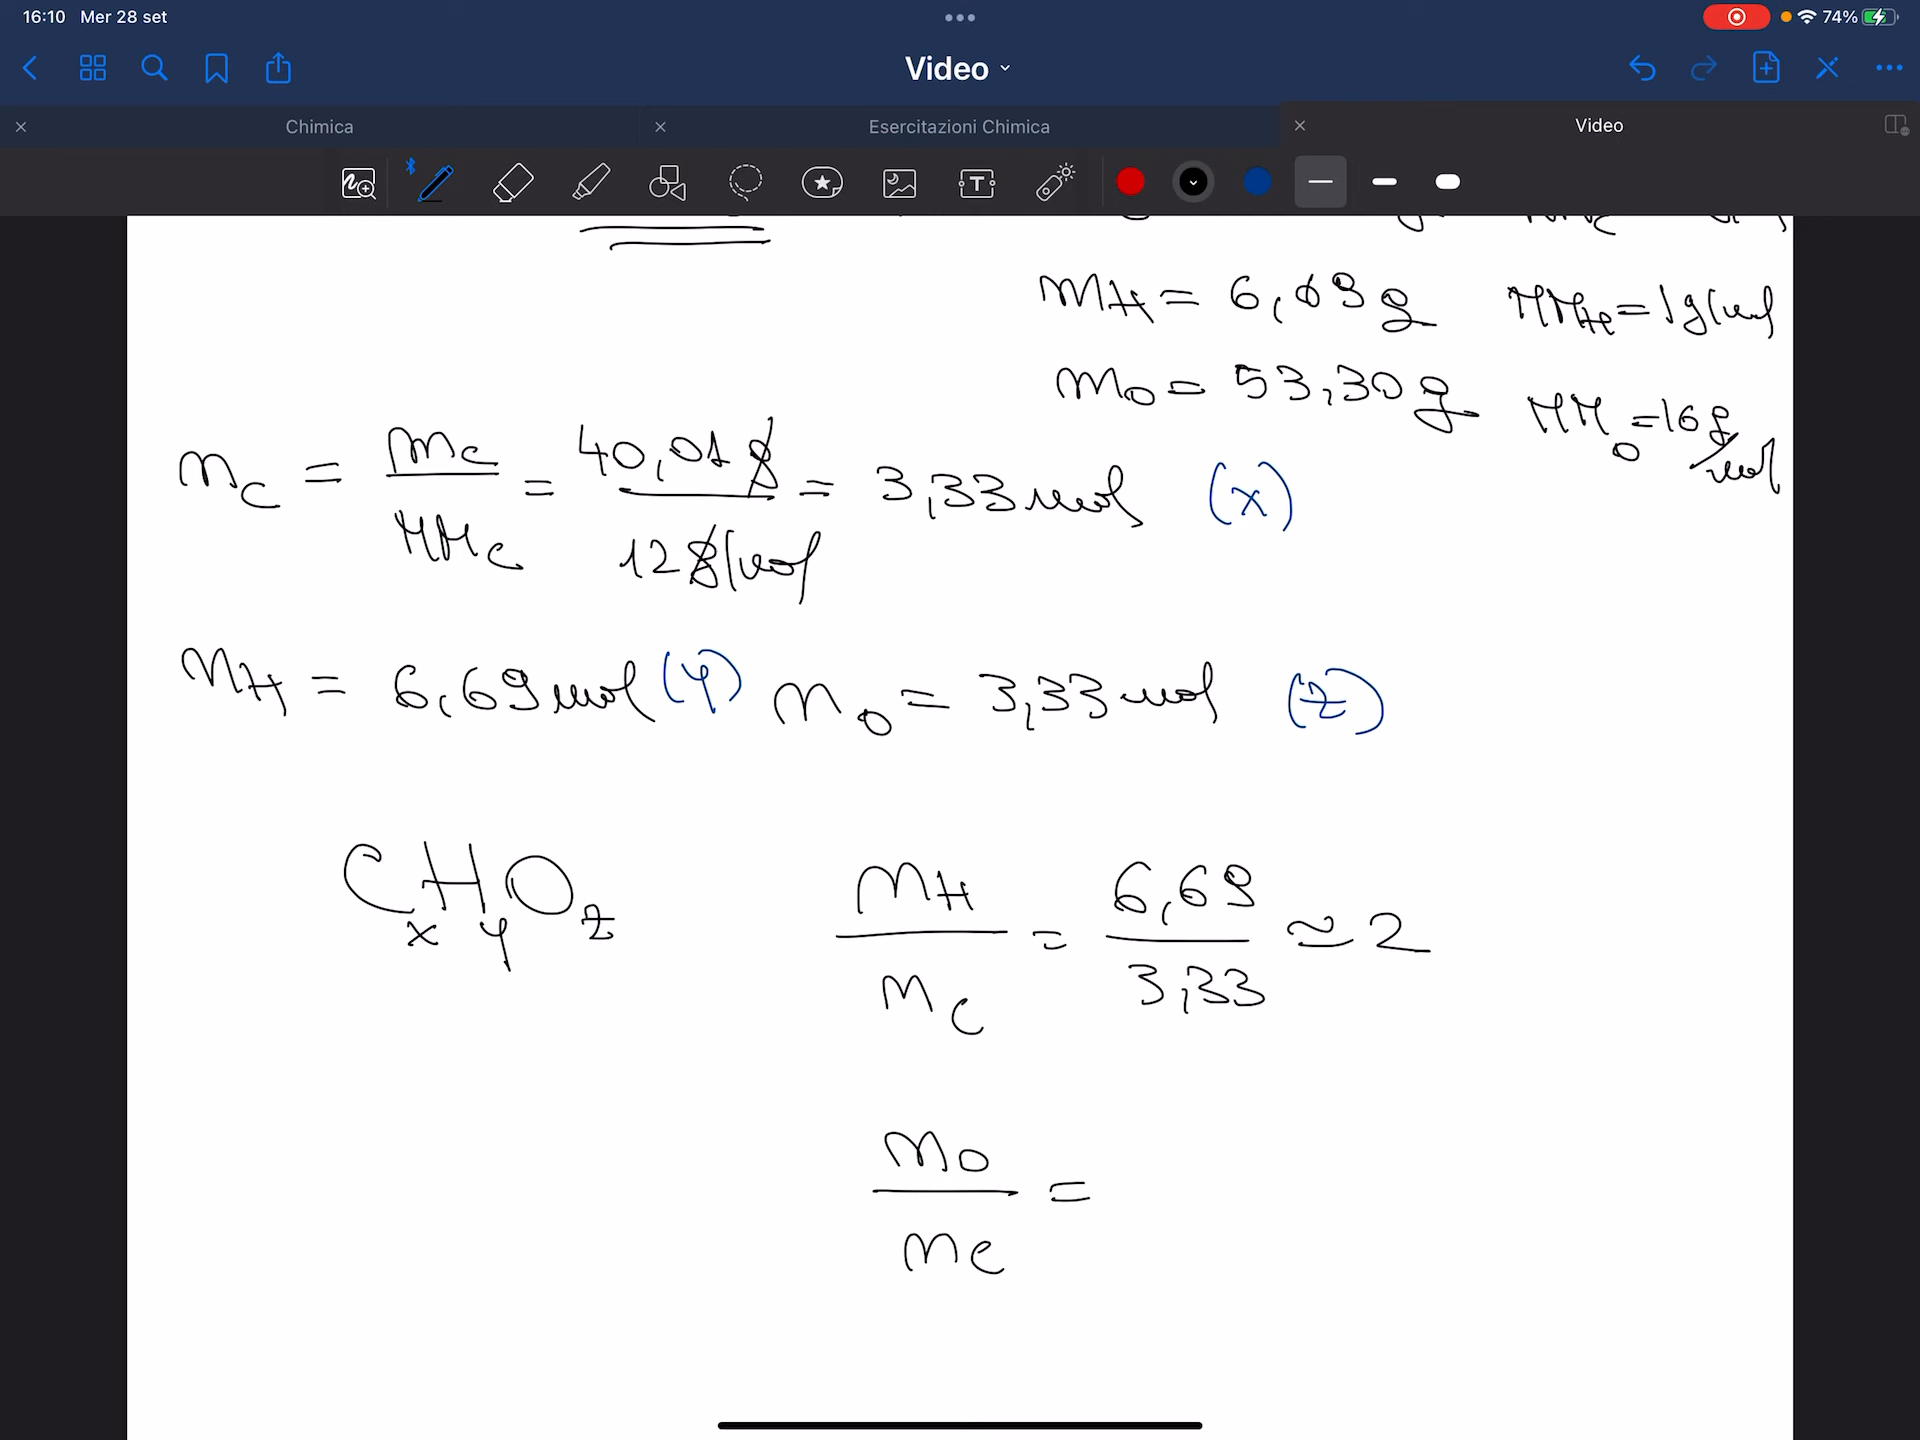 16:10 Mer 28 set 74%
Video
Chimica Esercitazioni Chimica Video
T
mH = 6,69 g MMH = 1 g/mol
mO = 53,30 g MMO = 16 g/mol
nC = mC / MMC = 40,01 g / 12 g/mol = 3,33 mol (x)
nH = 6,69 mol (y) nO = 3,33 mol (z)
CxHyOz
nH / nC = 6,69 / 3,33 ≃ 2
nO / nC =